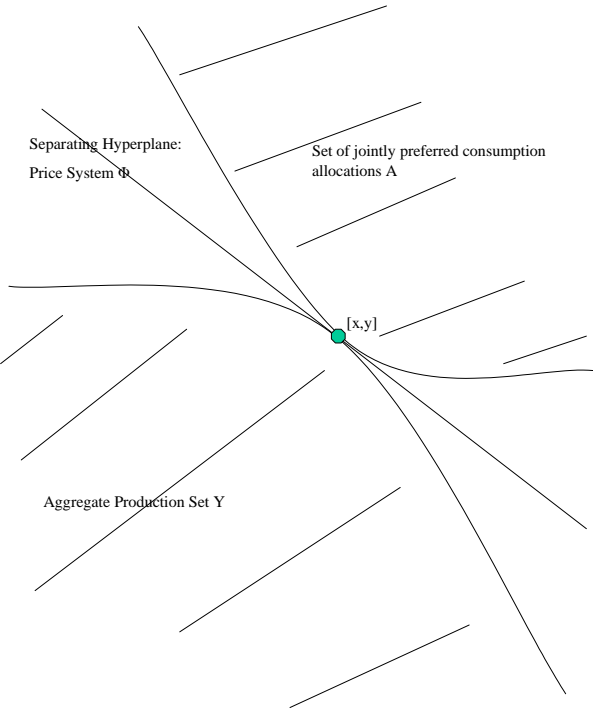 Separating Hyperplane:
Price System Φ
Set of jointly preferred consumption
allocations A
[x,y]
Aggregate Production Set Y